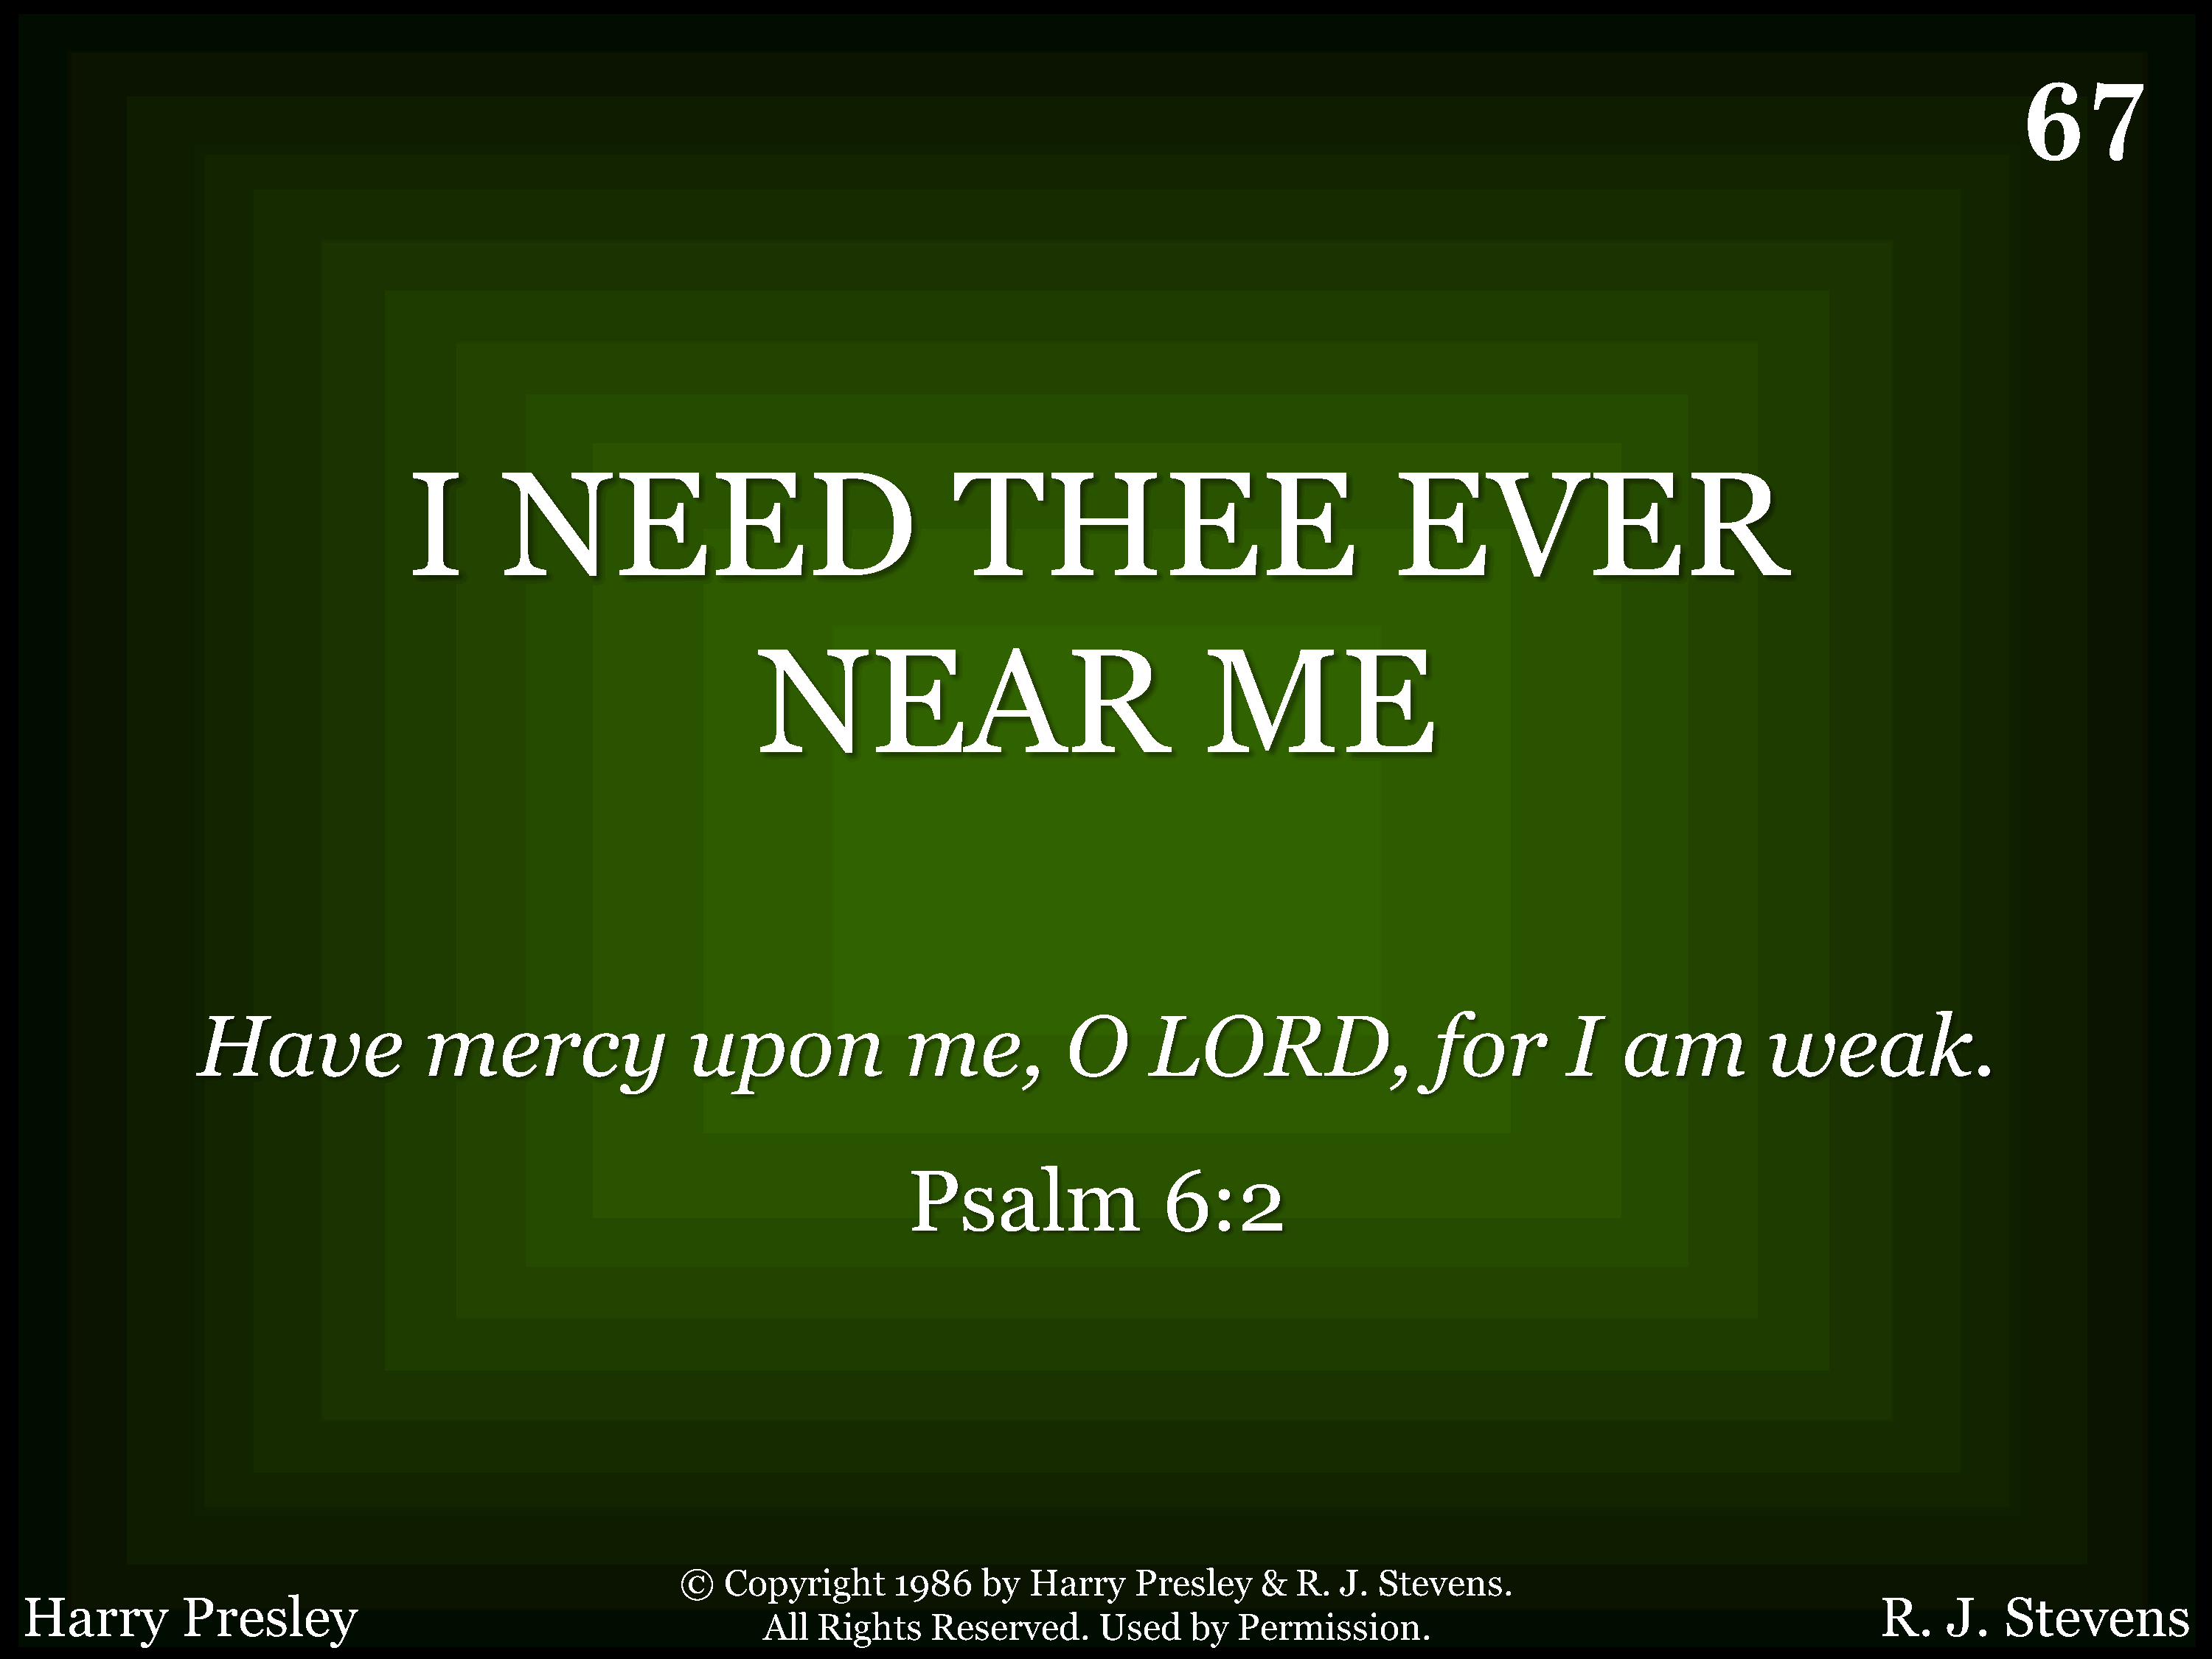 67
I NEED THEE EVER
NEAR ME
Have mercy upon me, O LORD, for I am weak.
Psalm 6:2
© Copyright 1986 by Harry Presley & R. J. Stevens.
All Rights Reserved. Used by Permission.
Harry Presley
R. J. Stevens